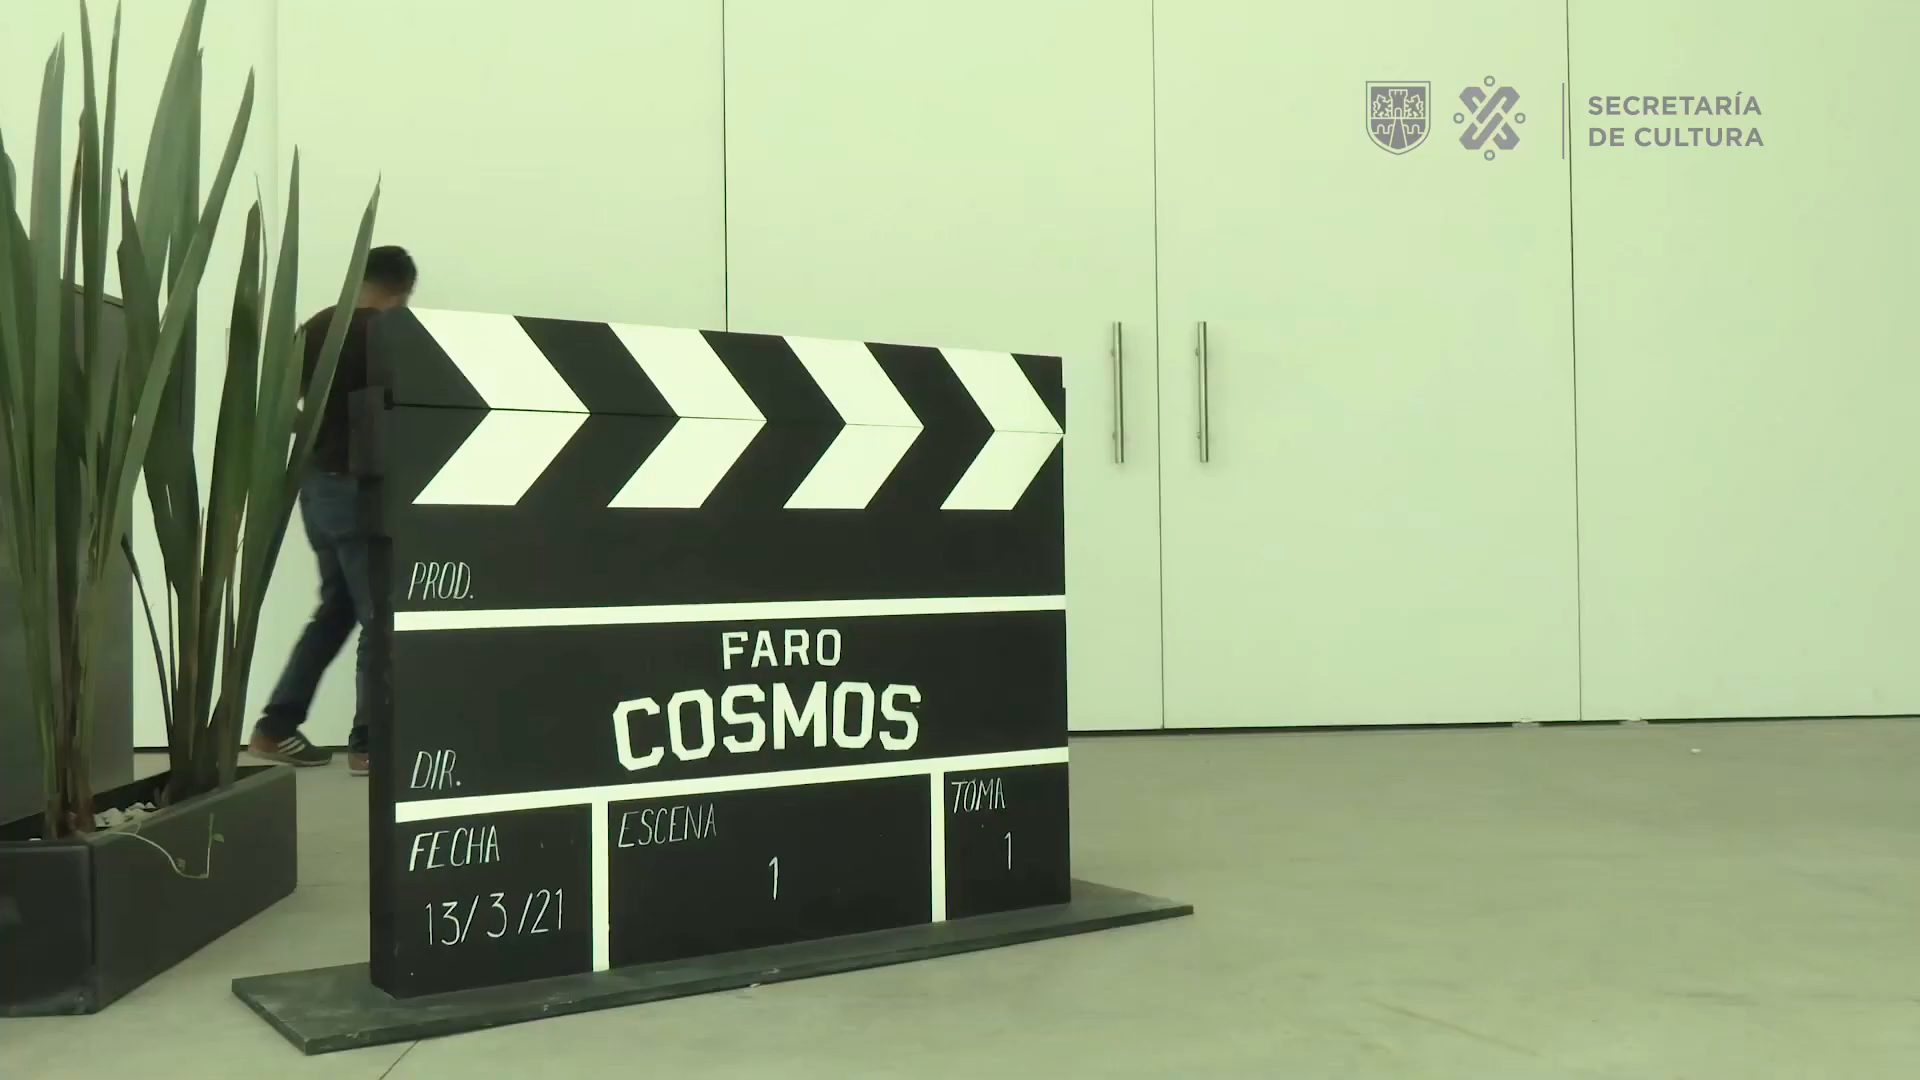 SECRETARÍA
DE CULTURA
PROD.
FARO
COSMOS
DIR.
FECHA
13/3/21
ESCENA
1
TOMA
1